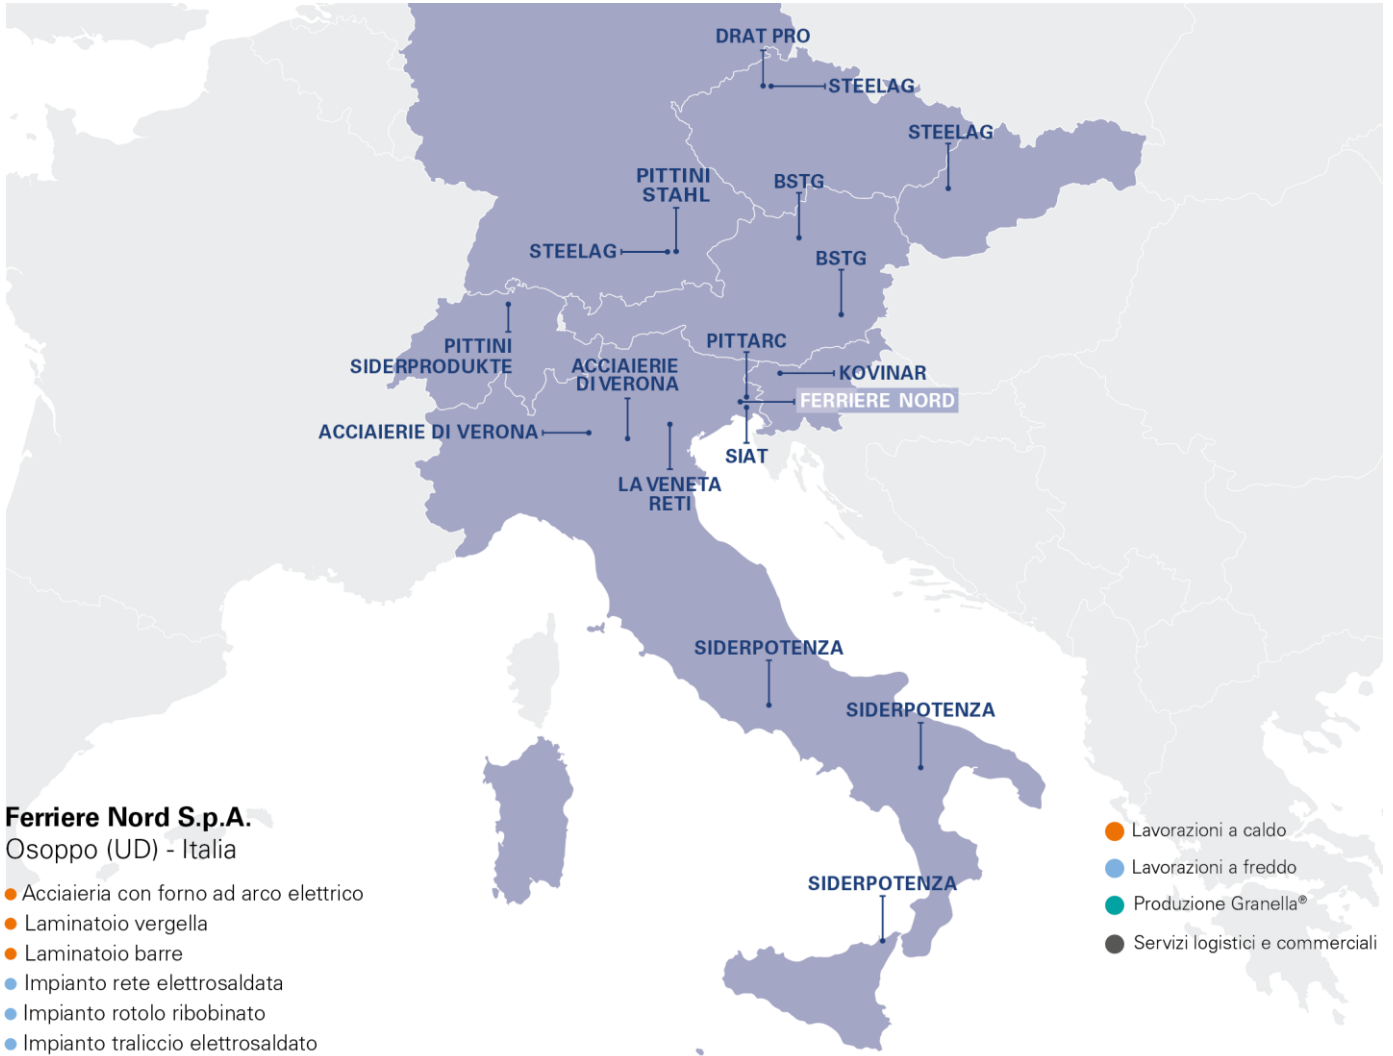 DRAT PRO
STEELAG
STEELAG
PITTINI
STAHL
BSTG
STEELAG
BSTG
PITTINI
SIDERPRODUKTE
ACCIAIERIE
DI VERONA
PITTARC
KOVINAR
FERRIERE NORD
ACCIAIERIE DI VERONA
SIAT
LA VENETA
RETI
SIDERPOTENZA
SIDERPOTENZA
SIDERPOTENZA
Ferriere Nord S.p.A.
Osoppo (UD) - Italia
Acciaieria con forno ad arco elettrico
Laminatoio vergella
Laminatoio barre
Impianto rete elettrosaldata
Impianto rotolo ribobinato
Impianto traliccio elettrosaldato
Lavorazioni a caldo
Lavorazioni a freddo
Produzione Granella®
Servizi logistici e commerciali